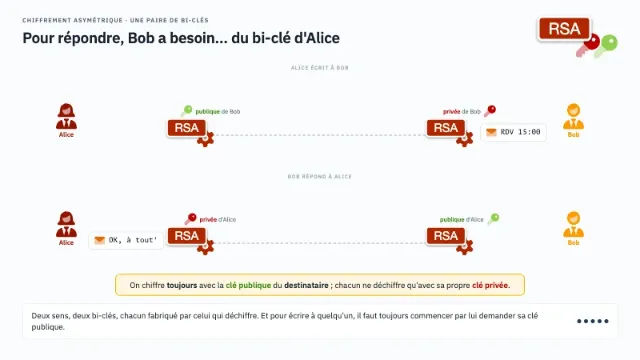 CHIFFREMENT ASYMÉTRIQUE · UNE PAIRE DE BI-CLÉS
Pour répondre, Bob a besoin... du bi-clé d'Alice
RSA
ALICE ÉCRIT À BOB
publique de Bob
privée de Bob
Alice
RSA
RSA
RDV 15:00
Bob
BOB RÉPOND À ALICE
privée d'Alice
publique d'Alice
Alice
OK, à tout'
RSA
RSA
Bob
On chiffre toujours avec la clé publique du destinataire ; chacun ne déchiffre qu'avec sa propre clé privée.
Deux sens, deux bi-clés, chacun fabriqué par celui qui déchiffre. Et pour écrire à quelqu'un, il faut toujours commencer par lui demander sa clé
publique.